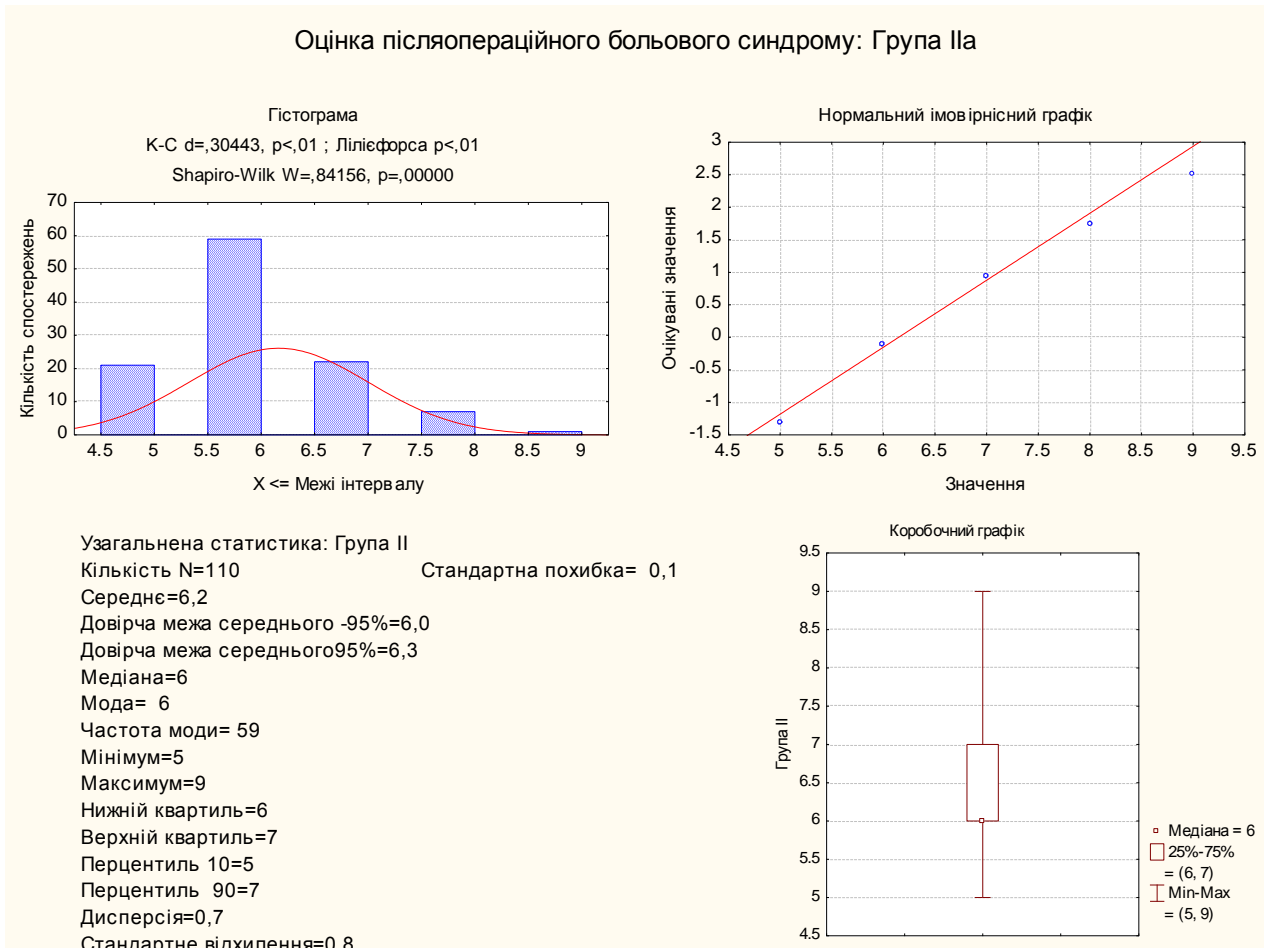 Оцінка післяопераційного больового синдрому: Група IIa
Гістограма
К-С d=,30443, p<,01 ; Лілієфорса p<,01
Shapiro-Wilk W=,84156, p=,00000
70
60
50
40
30
20
10
0
Кількість спостережень
4.5 5 5.5 6 6.5 7 7.5 8 8.5 9
X <= Межі інтервалу
Нормальний імовірнісний графік
3
2.5
2
1.5
1
0.5
0
-0.5
-1
-1.5
Очікувані значення
4.5 5 5.5 6 6.5 7 7.5 8 8.5 9 9.5
Значення
Узагальнена статистика: Група II
Кількість N=110 Стандартна похибка= 0,1
Середнє=6,2
Довірча межа середнього -95%=6,0
Довірча межа середнього95%=6,3
Медіана=6
Мода= 6
Частота моди= 59
Мінімум=5
Максимум=9
Нижній квартиль=6
Верхній квартиль=7
Перцентиль 10=5
Перцентиль 90=7
Дисперсія=0,7
Стандартне відхилення=0,8
Коробочний графік
9.5
9
8.5
8
7.5
7
6.5
6
5.5
5
4.5
Група II
Медіана = 6
25%-75%
= (6, 7)
Min-Max
= (5, 9)